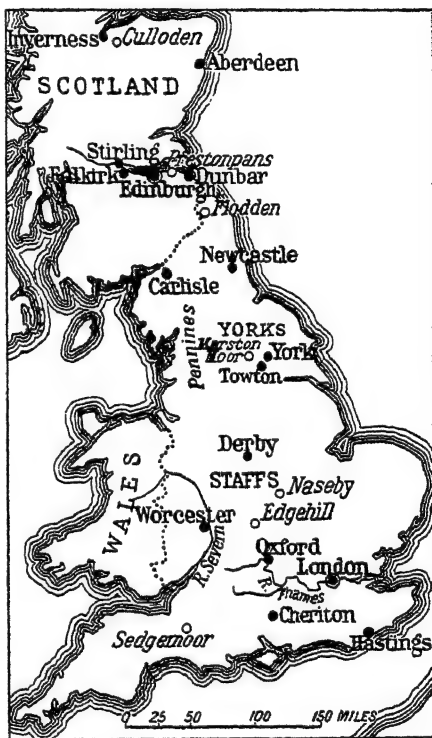 Inverness
Culloden
Aberdeen
SCOTLAND
Stirling
Prestonpans
Falkirk
Edinburgh
Dunbar
Flodden
Newcastle
Carlisle
Pennines
YORKS
Marston
Moor
York
Towton
Derby
STAFFS
Naseby
WALES
Worcester
Edgehill
R. Severn
Oxford
London
R. Thames
Cheriton
Sedgemoor
Hastings
0 25 50 100 150 MILES